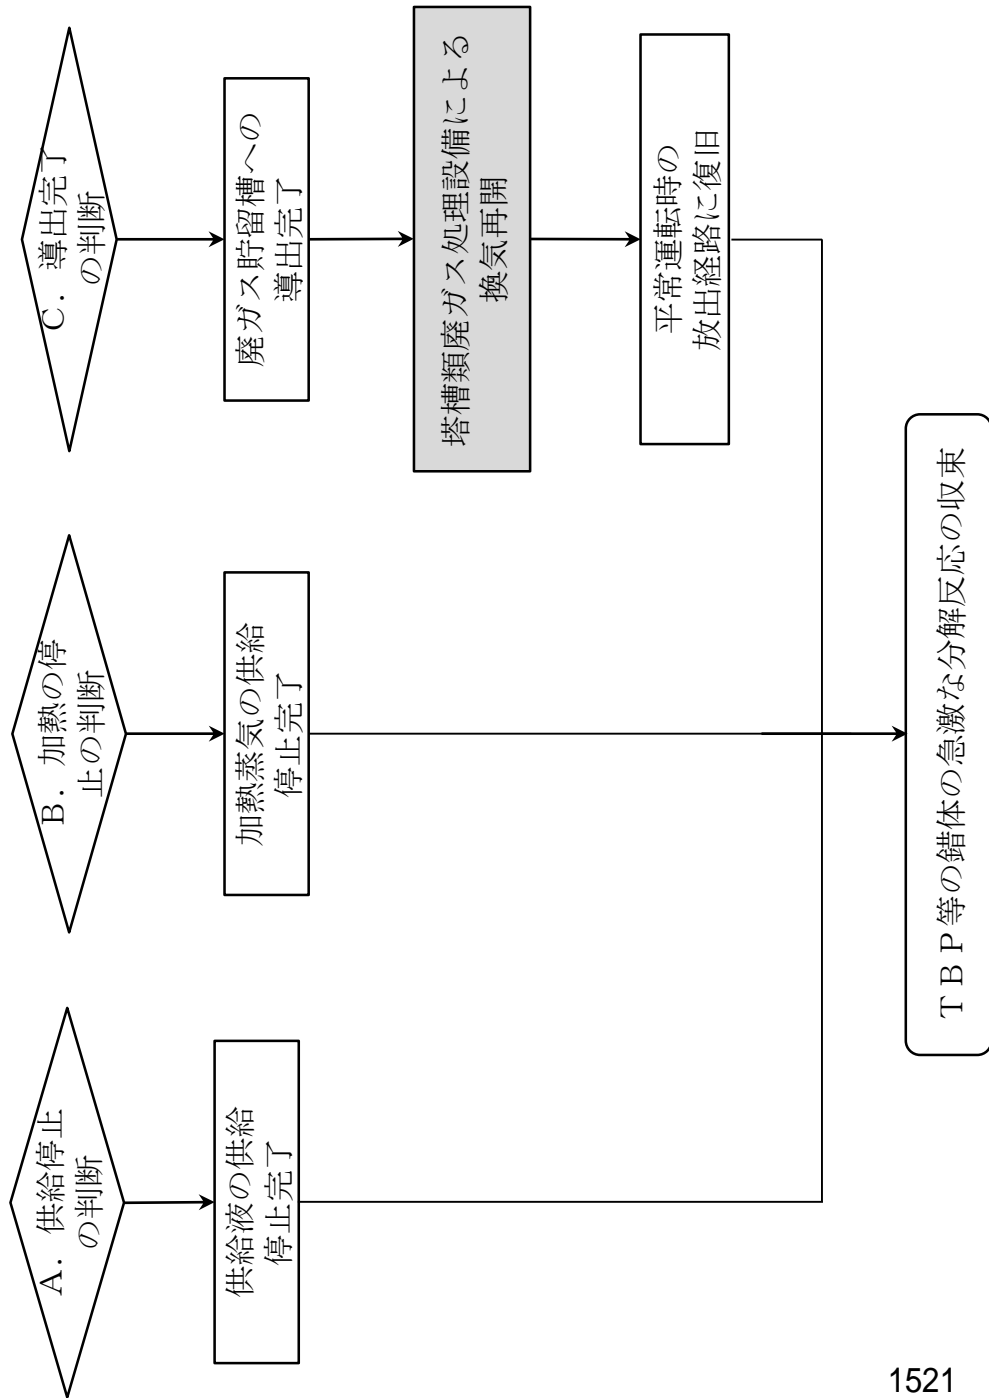 A．供給停止
の判断
供給液の供給
停止完了
B．加熱の停
止の判断
加熱蒸気の供給
停止完了
C．導出完了
の判断
廃ガス貯留槽への
導出完了
塔槽類廃ガス処理設備による
換気再開
平常運転時の
放出経路に復旧
ＴＢＰ等の錯体の急激な分解反応の収束
1521